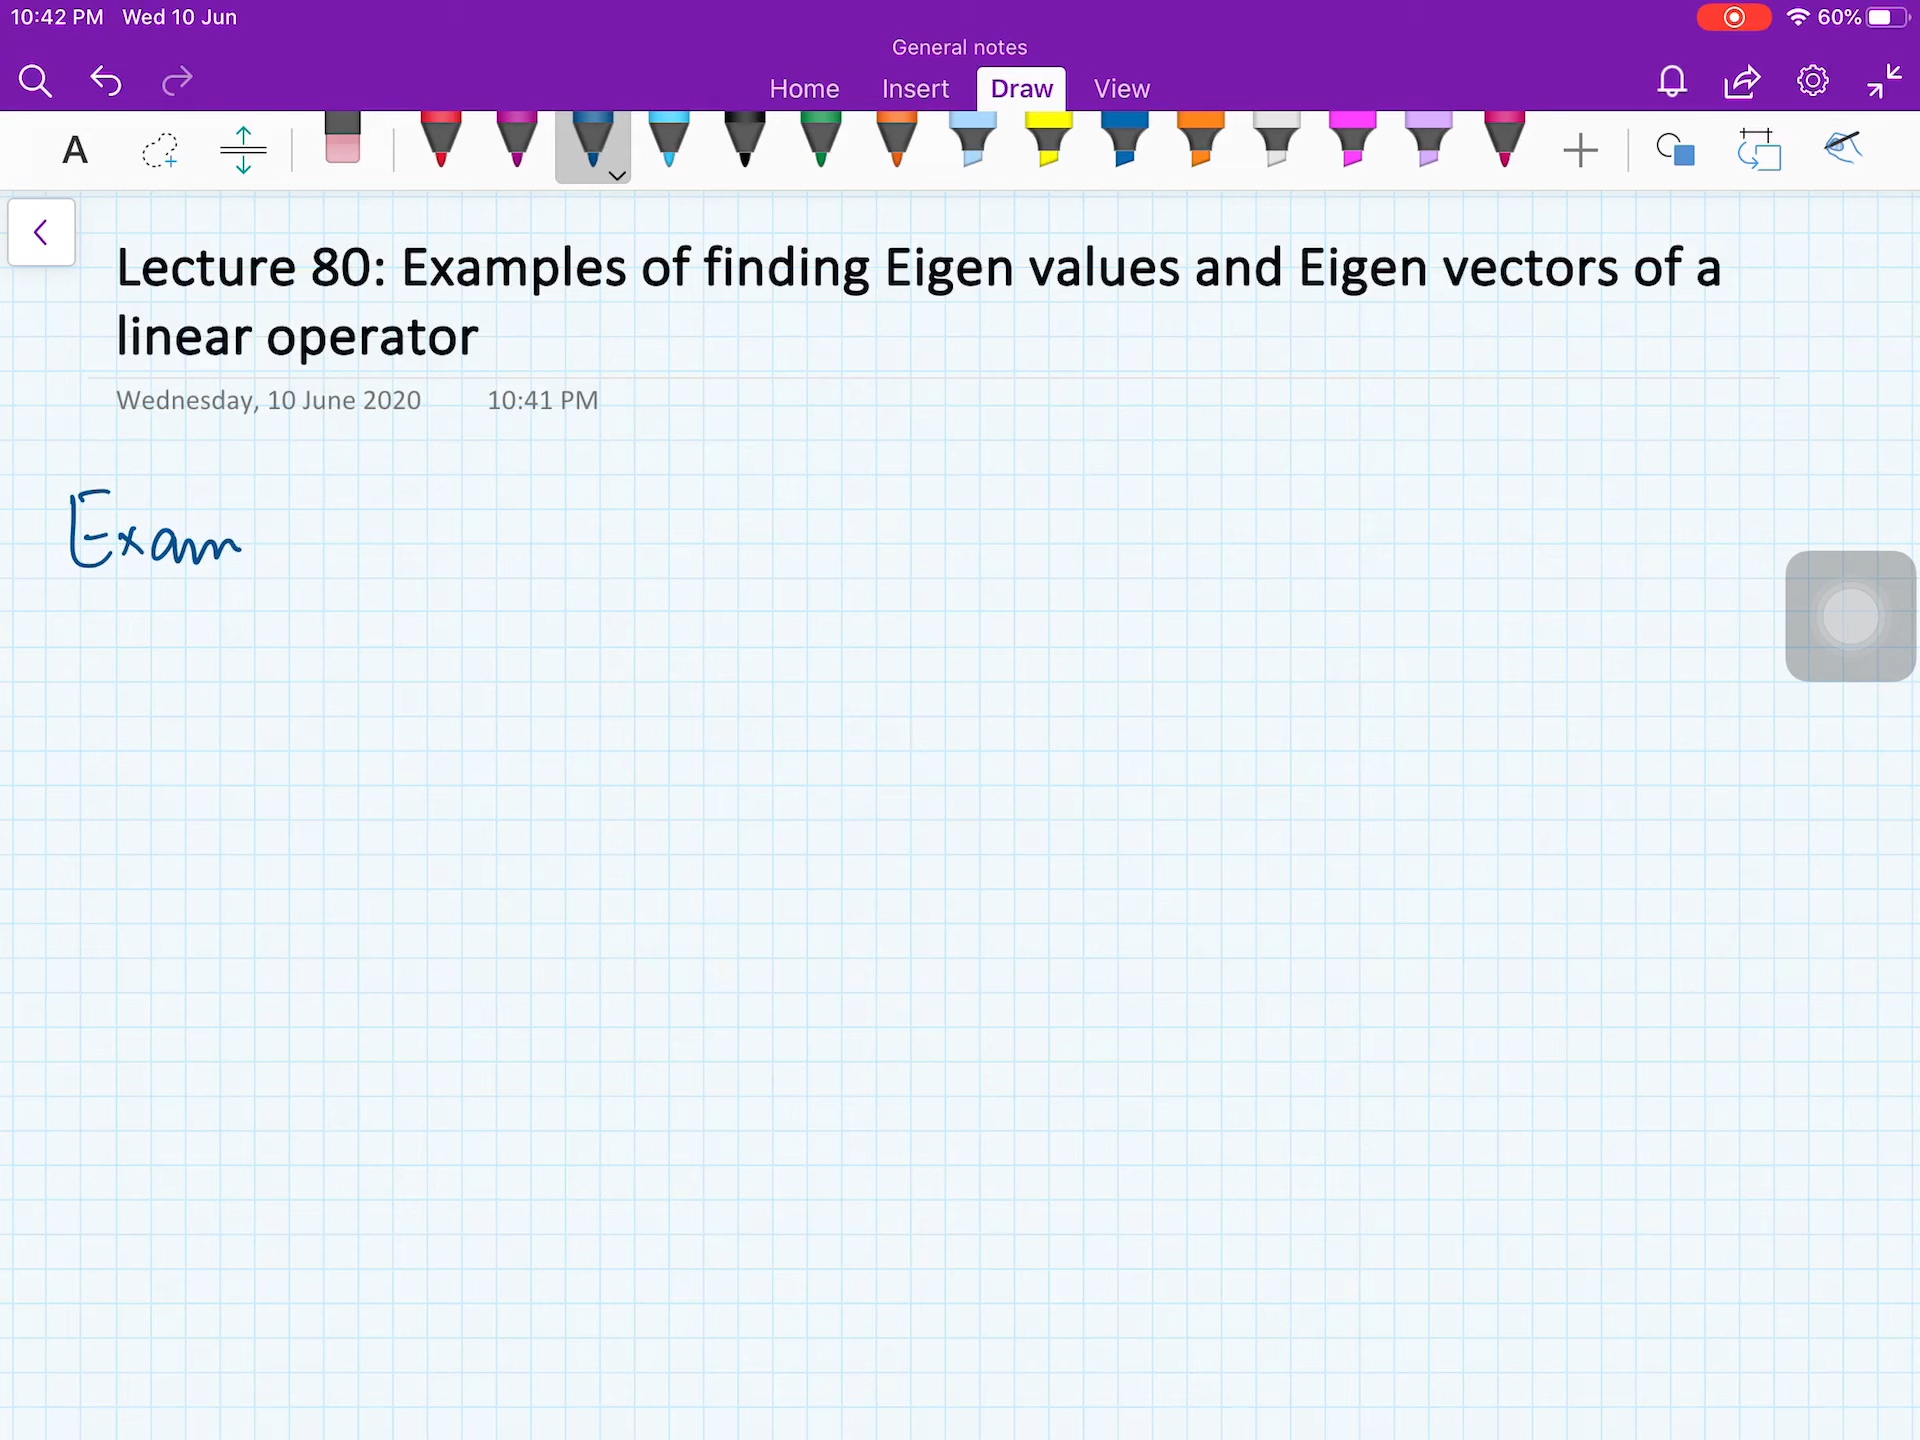 10:42 PM Wed 10 Jun
60%
General notes
Home Insert Draw View
A
Lecture 80: Examples of finding Eigen values and Eigen vectors of a
linear operator
Wednesday, 10 June 2020 10:41 PM
Exam